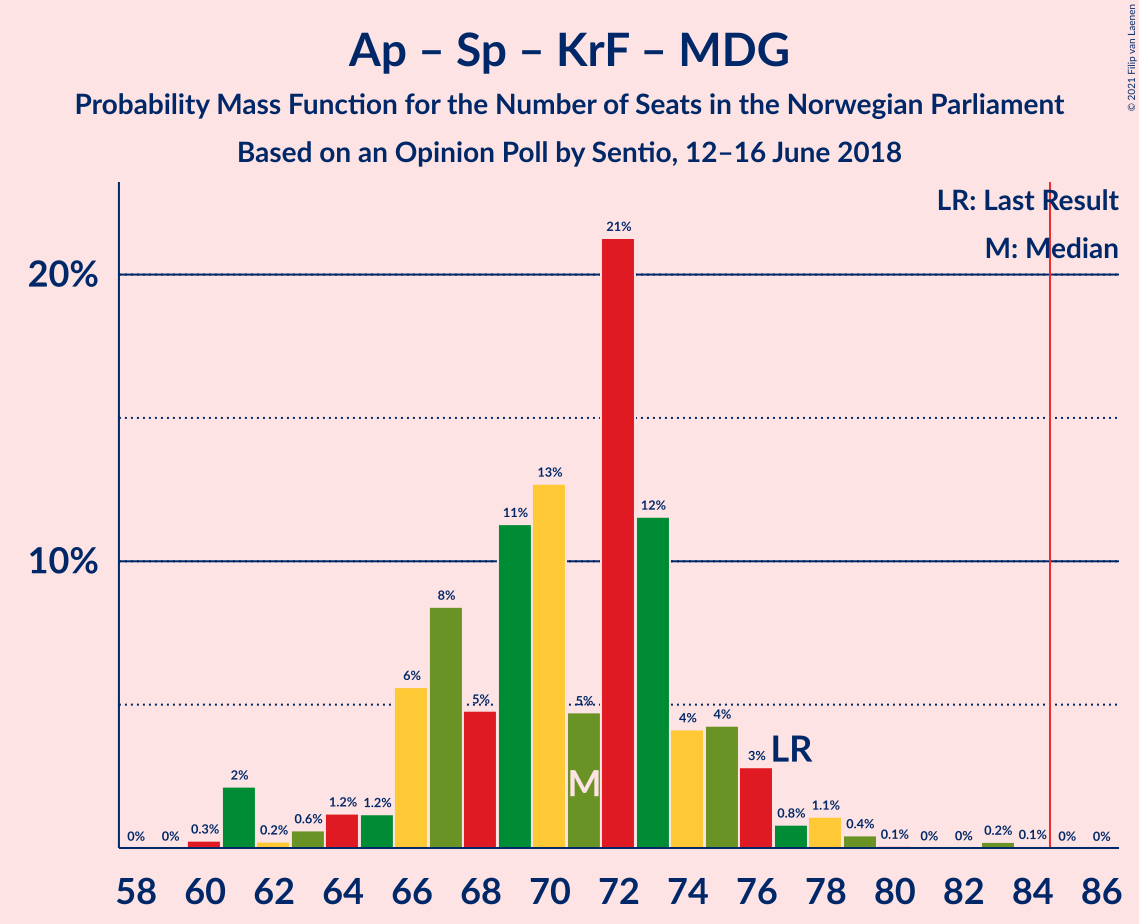 Ap – Sp – KrF – MDG
Probability Mass Function for the Number of Seats in the Norwegian Parliament
Based on an Opinion Poll by Sentio, 12–16 June 2018
© 2021 Filip van Laenen
LR: Last Result
M: Median
20%
10%
0% 0% 0.3% 2% 0.2% 0.6% 1.2% 1.2% 6% 8% 5% 11% 13% 5% 21% 12% 4% 4% 3% 0.8% 1.1% 0.4% 0.1% 0% 0% 0.2% 0.1% 0% 0%
LR
M
58 60 62 64 66 68 70 72 74 76 78 80 82 84 86